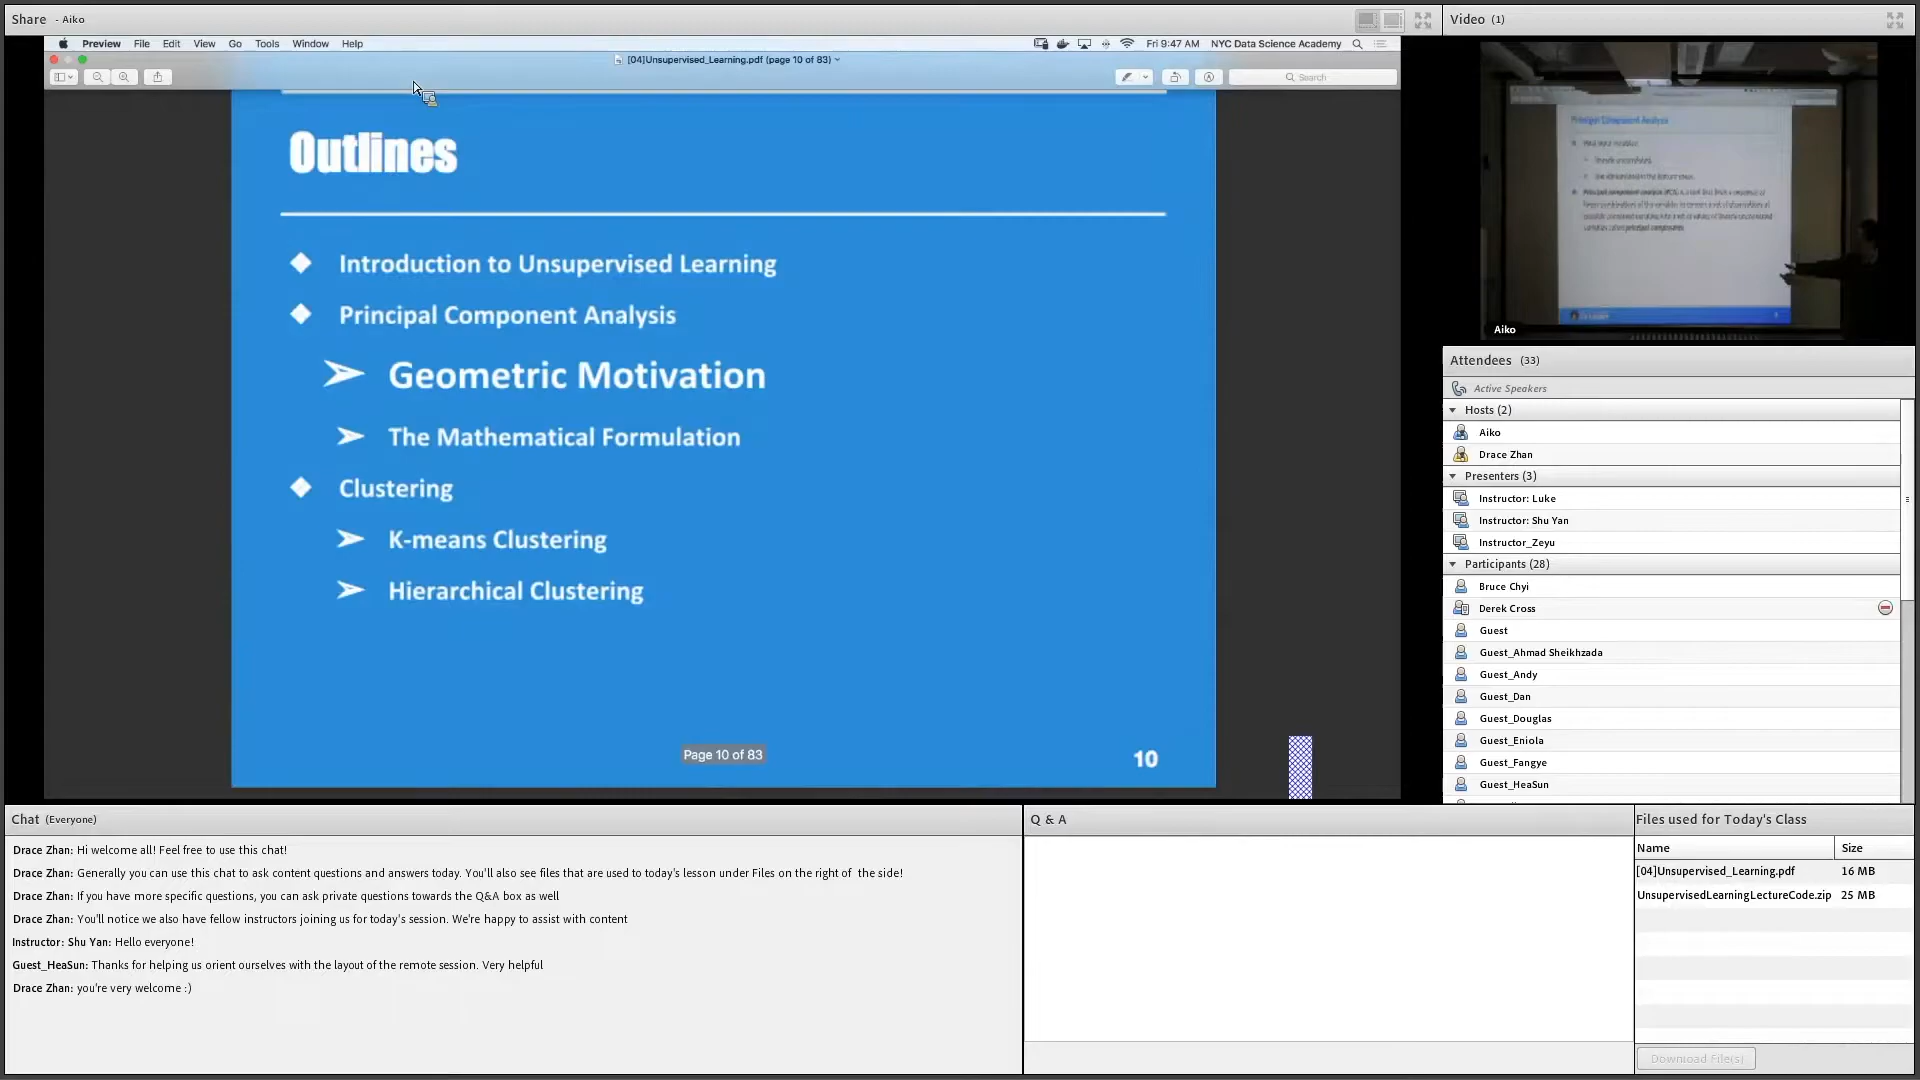 Share - Aiko
Preview File Edit View Go Tools Window Help
Fri 9:47 AM NYC Data Science Academy
[04]Unsupervised_Learning.pdf (page 10 of 83)
Search
Outlines
Introduction to Unsupervised Learning
Principal Component Analysis
Geometric Motivation
The Mathematical Formulation
Clustering
K-means Clustering
Hierarchical Clustering
Page 10 of 83
10
Video (1)
Principal Component Analysis
Aiko
Attendees (33)
Active Speakers
Hosts (2)
Aiko
Drace Zhan
Presenters (3)
Instructor: Luke
Instructor: Shu Yan
Instructor_Zeyu
Participants (28)
Bruce Chyi
Derek Cross
Guest
Guest_Ahmad Sheikhzada
Guest_Andy
Guest_Dan
Guest_Douglas
Guest_Eniola
Guest_Fangye
Guest_HeaSun
Chat (Everyone)
Drace Zhan: Hi welcome all! Feel free to use this chat!
Drace Zhan: Generally you can use this chat to ask content questions and answers today. You'll also see files that are used to today's lesson under Files on the right of the side!
Drace Zhan: If you have more specific questions, you can ask private questions towards the Q&A box as well
Drace Zhan: You'll notice we also have fellow instructors joining us for today's session. We're happy to assist with content
Instructor: Shu Yan: Hello everyone!
Guest_HeaSun: Thanks for helping us orient ourselves with the layout of the remote session. Very helpful
Drace Zhan: you're very welcome :)
Q & A
Files used for Today's Class
Name Size
[04]Unsupervised_Learning.pdf 16 MB
UnsupervisedLearningLectureCode.zip 25 MB
Download File(s)